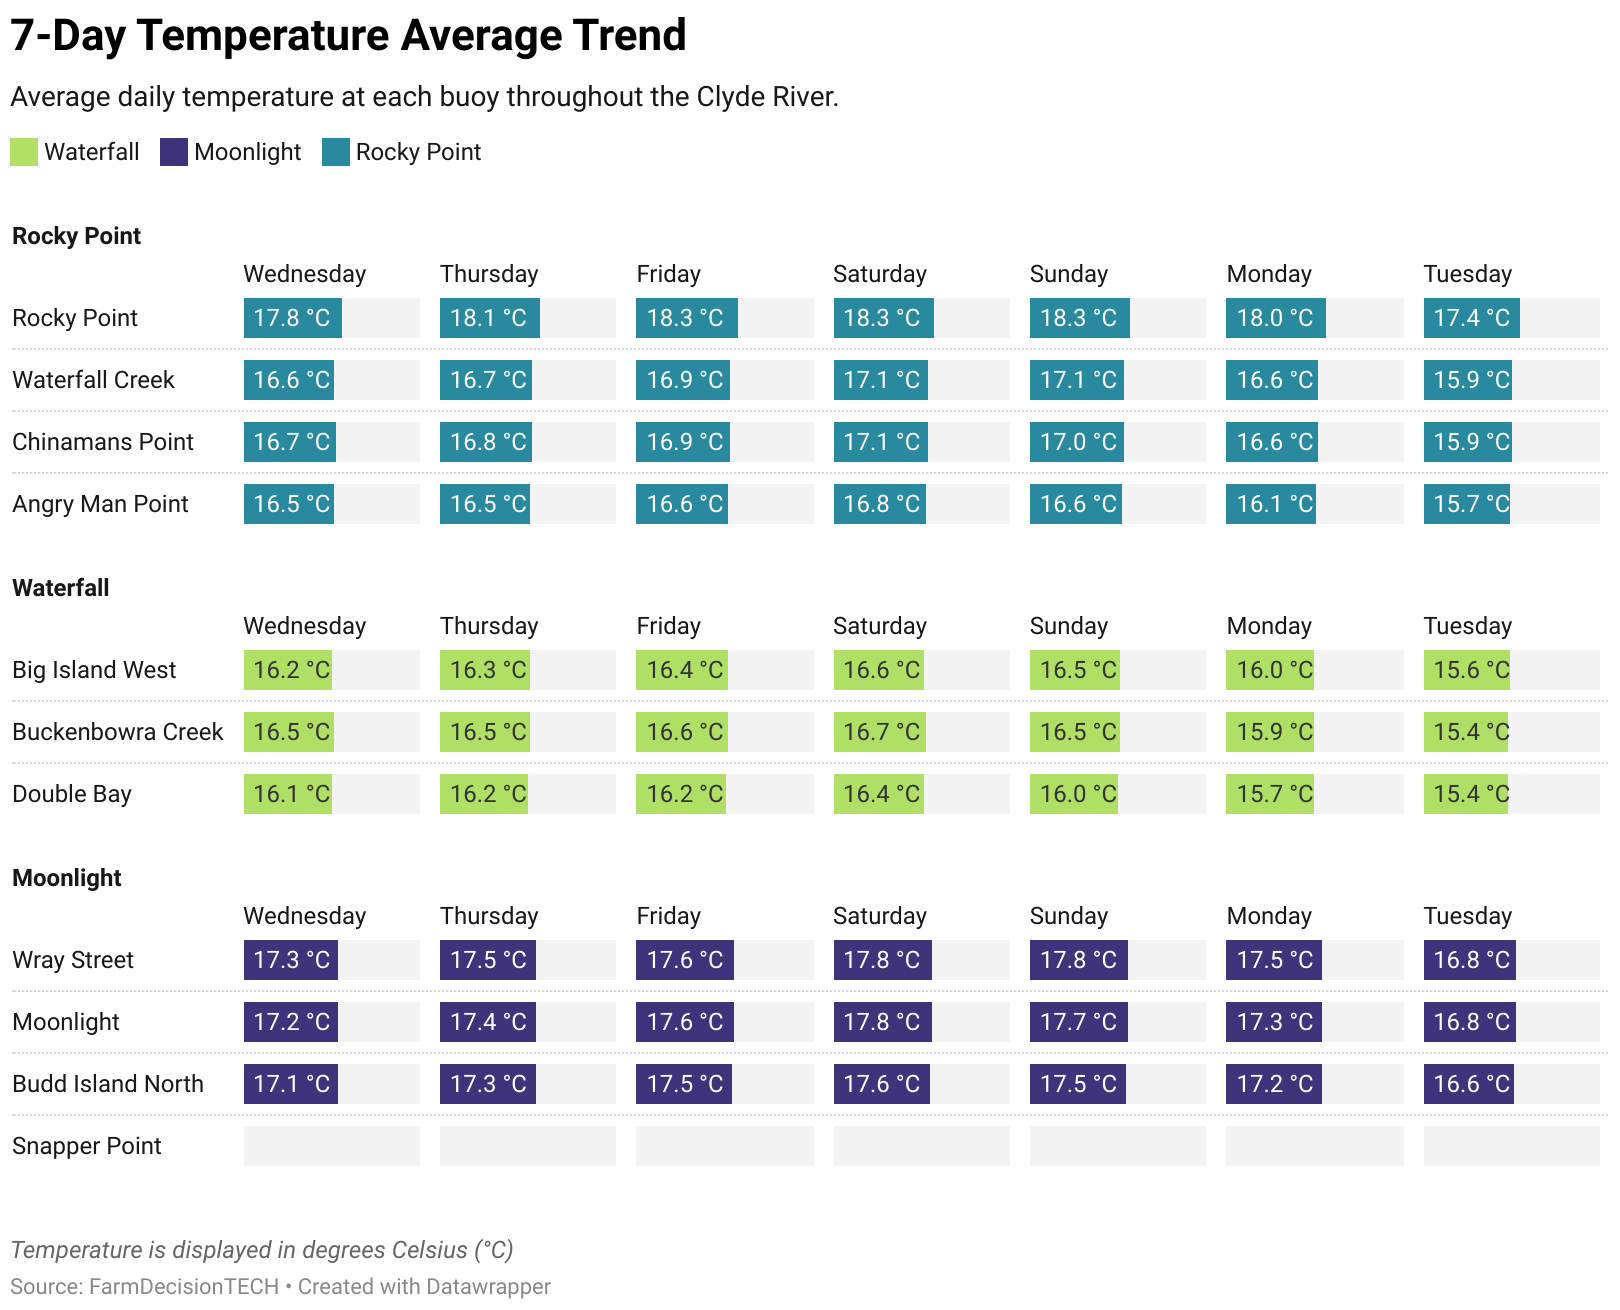 7-Day Temperature Average Trend
Average daily temperature at each buoy throughout the Clyde River.
Waterfall Moonlight Rocky Point
Rocky Point
Wednesday Thursday Friday Saturday Sunday Monday Tuesday
Rocky Point 17.8 °C 18.1 °C 18.3 °C 18.3 °C 18.3 °C 18.0 °C 17.4 °C
Waterfall Creek 16.6 °C 16.7 °C 16.9 °C 17.1 °C 17.1 °C 16.6 °C 15.9 °C
Chinamans Point 16.7 °C 16.8 °C 16.9 °C 17.1 °C 17.0 °C 16.6 °C 15.9 °C
Angry Man Point 16.5 °C 16.5 °C 16.6 °C 16.8 °C 16.6 °C 16.1 °C 15.7 °C
Waterfall
Wednesday Thursday Friday Saturday Sunday Monday Tuesday
Big Island West 16.2 °C 16.3 °C 16.4 °C 16.6 °C 16.5 °C 16.0 °C 15.6 °C
Buckenbowra Creek 16.5 °C 16.5 °C 16.6 °C 16.7 °C 16.5 °C 15.9 °C 15.4 °C
Double Bay 16.1 °C 16.2 °C 16.2 °C 16.4 °C 16.0 °C 15.7 °C 15.4 °C
Moonlight
Wednesday Thursday Friday Saturday Sunday Monday Tuesday
Wray Street 17.3 °C 17.5 °C 17.6 °C 17.8 °C 17.8 °C 17.5 °C 16.8 °C
Moonlight 17.2 °C 17.4 °C 17.6 °C 17.8 °C 17.7 °C 17.3 °C 16.8 °C
Budd Island North 17.1 °C 17.3 °C 17.5 °C 17.6 °C 17.5 °C 17.2 °C 16.6 °C
Snapper Point
Temperature is displayed in degrees Celsius (°C)
Source: FarmDecisionTECH • Created with Datawrapper